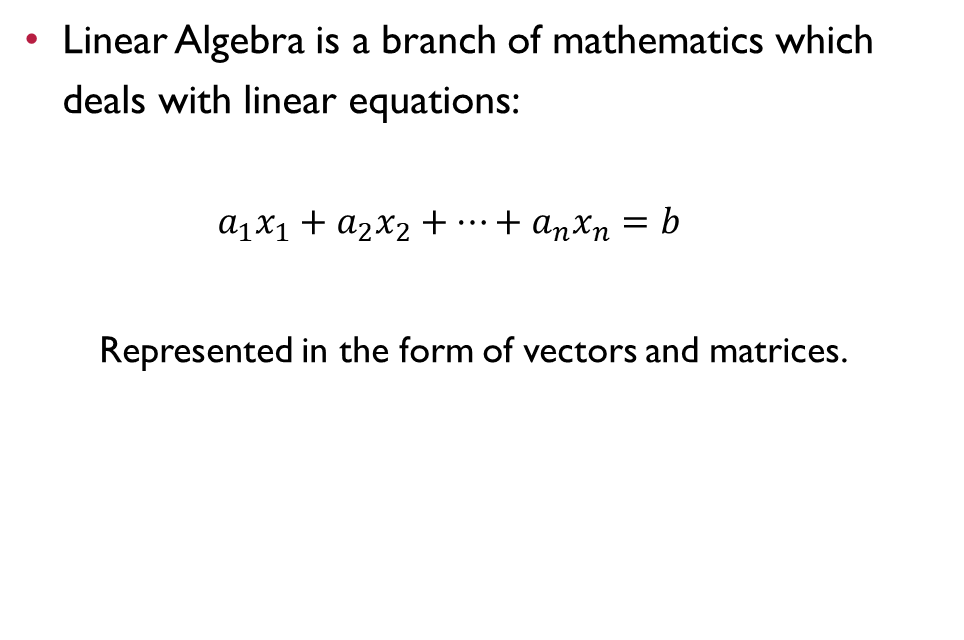 • Linear Algebra is a branch of mathematics which
deals with linear equations:
𝑎₁𝑥₁ + 𝑎₂𝑥₂ + ⋯ + 𝑎ₙ𝑥ₙ = 𝑏
Represented in the form of vectors and matrices.